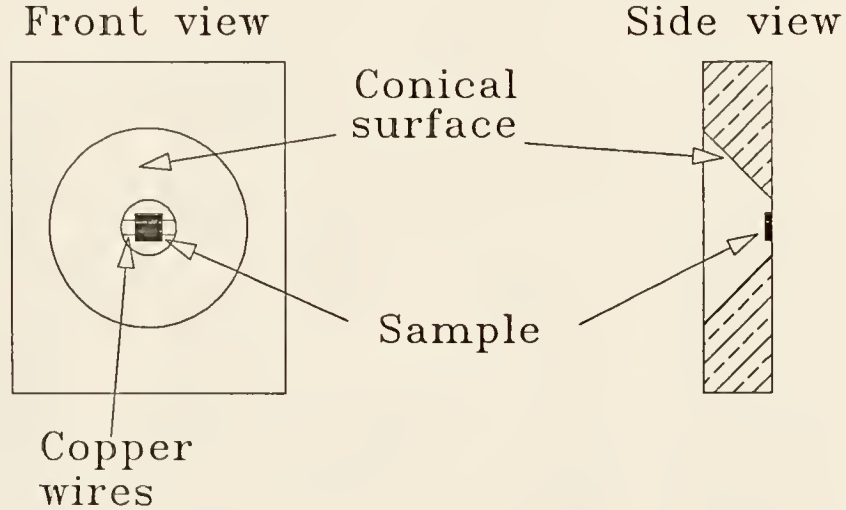 Front view
Side view
Conical
surface
Sample
Copper
wires